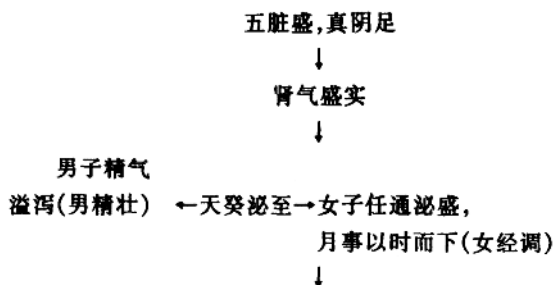 五脏盛,真阴足
↓
肾气盛实
↓
男子精气
溢泻(男精壮) ←天癸泌至→女子任通泌盛,
月事以时而下(女经调)
↓